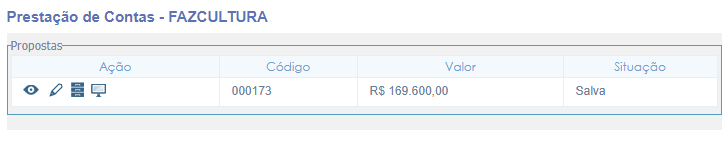 Prestação de Contas - FAZCULTURA
Propostas
Ação Código Valor Situação
000173 R$ 169.600,00 Salva